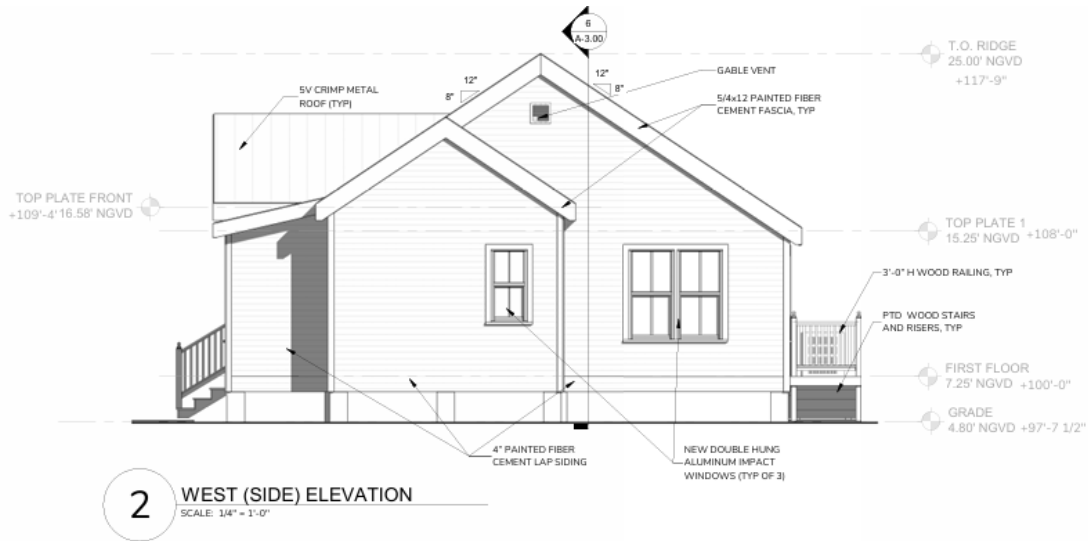 6
A-3.00
T.O. RIDGE
25.00' NGVD
+117'-9"
12"
8"
12"
8"
GABLE VENT
5V CRIMP METAL
ROOF (TYP)
5/4x12 PAINTED FIBER
CEMENT FASCIA, TYP
TOP PLATE FRONT
+109'-4" 16.58' NGVD
TOP PLATE 1
15.25' NGVD +108'-0"
3'-0" H WOOD RAILING, TYP
PTD WOOD STAIRS
AND RISERS, TYP
FIRST FLOOR
7.25' NGVD +100'-0"
GRADE
4.80' NGVD +97'-7 1/2"
4" PAINTED FIBER
CEMENT LAP SIDING
NEW DOUBLE HUNG
ALUMINUM IMPACT
WINDOWS (TYP OF 3)
2
WEST (SIDE) ELEVATION
SCALE: 1/4" = 1'-0"